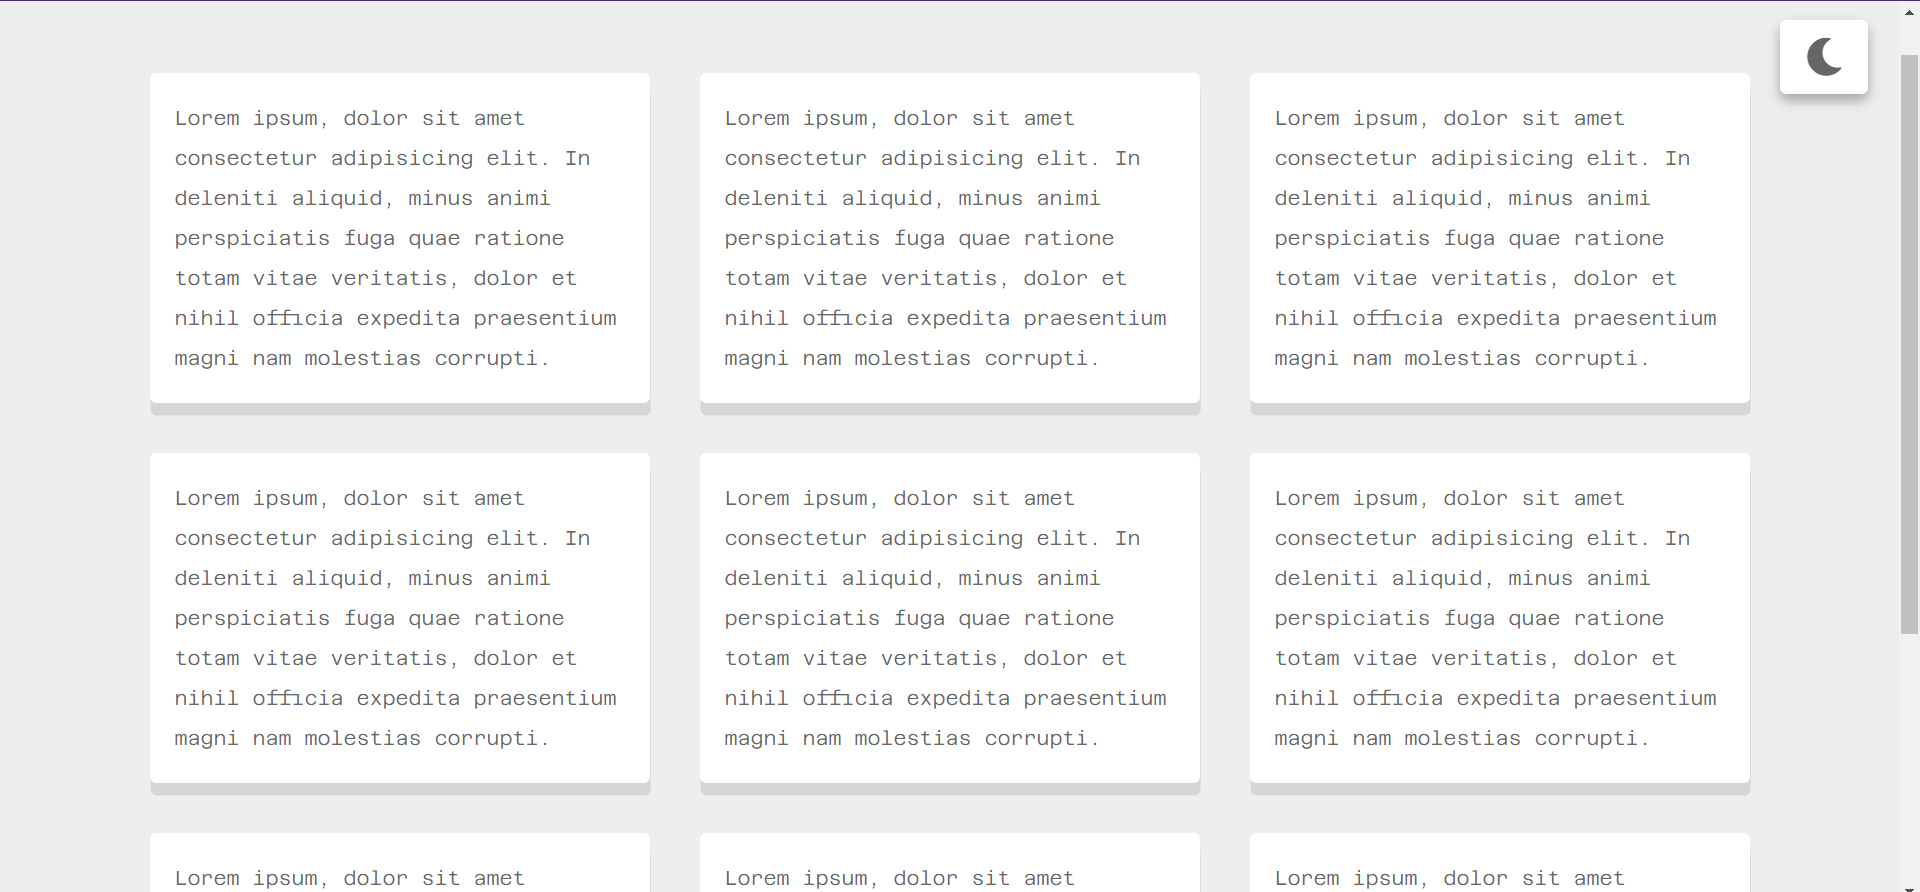 Lorem ipsum, dolor sit amet
consectetur adipisicing elit. In
deleniti aliquid, minus animi
perspiciatis fuga quae ratione
totam vitae veritatis, dolor et
nihil officia expedita praesentium
magni nam molestias corrupti.
Lorem ipsum, dolor sit amet
consectetur adipisicing elit. In
deleniti aliquid, minus animi
perspiciatis fuga quae ratione
totam vitae veritatis, dolor et
nihil officia expedita praesentium
magni nam molestias corrupti.
Lorem ipsum, dolor sit amet
consectetur adipisicing elit. In
deleniti aliquid, minus animi
perspiciatis fuga quae ratione
totam vitae veritatis, dolor et
nihil officia expedita praesentium
magni nam molestias corrupti.
Lorem ipsum, dolor sit amet
consectetur adipisicing elit. In
deleniti aliquid, minus animi
perspiciatis fuga quae ratione
totam vitae veritatis, dolor et
nihil officia expedita praesentium
magni nam molestias corrupti.
Lorem ipsum, dolor sit amet
consectetur adipisicing elit. In
deleniti aliquid, minus animi
perspiciatis fuga quae ratione
totam vitae veritatis, dolor et
nihil officia expedita praesentium
magni nam molestias corrupti.
Lorem ipsum, dolor sit amet
consectetur adipisicing elit. In
deleniti aliquid, minus animi
perspiciatis fuga quae ratione
totam vitae veritatis, dolor et
nihil officia expedita praesentium
magni nam molestias corrupti.
Lorem ipsum, dolor sit amet
Lorem ipsum, dolor sit amet
Lorem ipsum, dolor sit amet